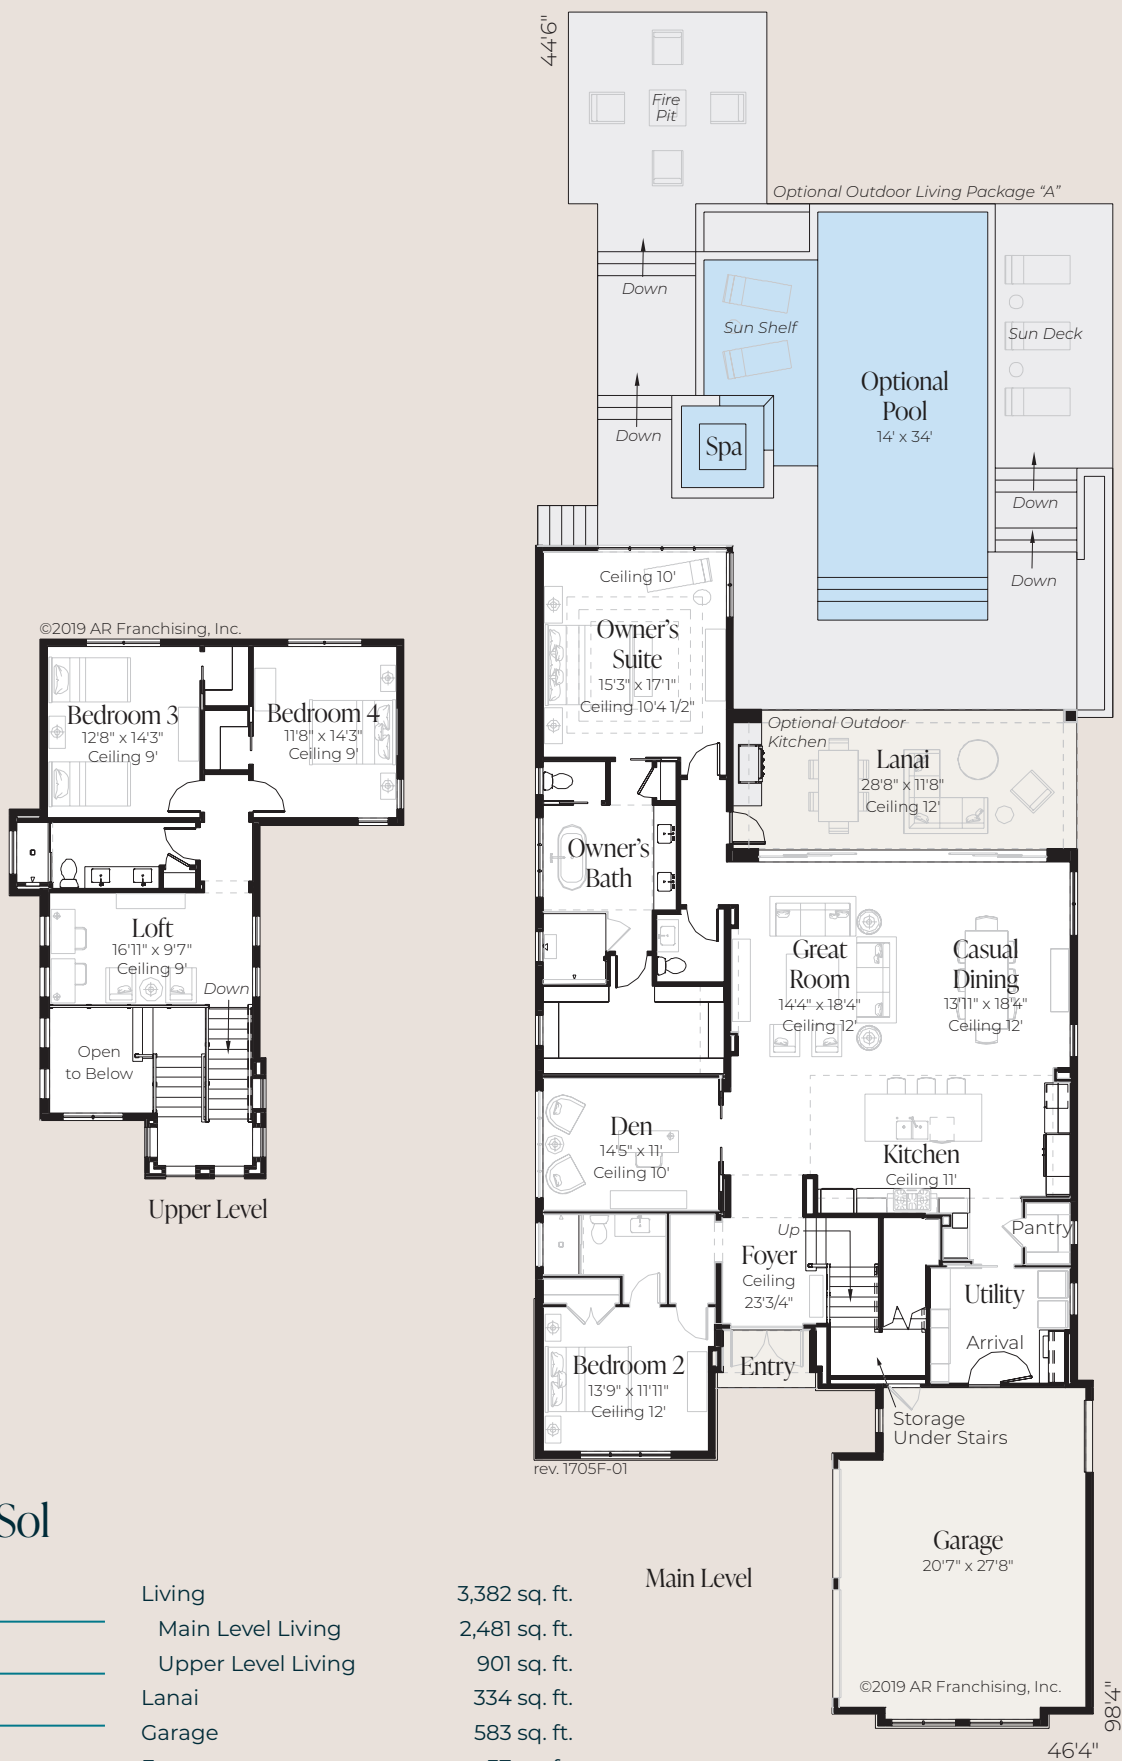 44'6"
Fire
Pit
Optional Outdoor Living Package “A”
Down
Sun Shelf
Sun Deck
Optional
Pool
14' x 34'
Down
Spa
Down
Down
Ceiling 10'
Owner's
Suite
15'3" x 17'1"
Ceiling 10'4 1/2"
Optional Outdoor
Kitchen
Lanai
28'8" x 11'8"
Ceiling 12'
Owner's
Bath
Great
Room
14'4" x 18'4"
Ceiling 12'
Casual
Dining
13'11" x 18'4"
Ceiling 12'
Den
14'5" x 11'
Ceiling 10'
Kitchen
Ceiling 11'
Pantry
Up
Foyer
Ceiling
23'3/4"
Utility
Arrival
Entry
Bedroom 2
13'9" x 11'11"
Ceiling 12'
Storage
Under Stairs
rev. 1705F-01
Garage
20'7" x 27'8"
©2019 AR Franchising, Inc.
98'4"
46'4"
Main Level
©2019 AR Franchising, Inc.
Bedroom 3
12'8" x 14'3"
Ceiling 9'
Bedroom 4
11'8" x 14'3"
Ceiling 9'
Loft
16'11" x 9'7"
Ceiling 9'
Down
Open
to Below
Upper Level
Sol
Living 3,382 sq. ft.
Main Level Living 2,481 sq. ft.
Upper Level Living 901 sq. ft.
Lanai 334 sq. ft.
Garage 583 sq. ft.